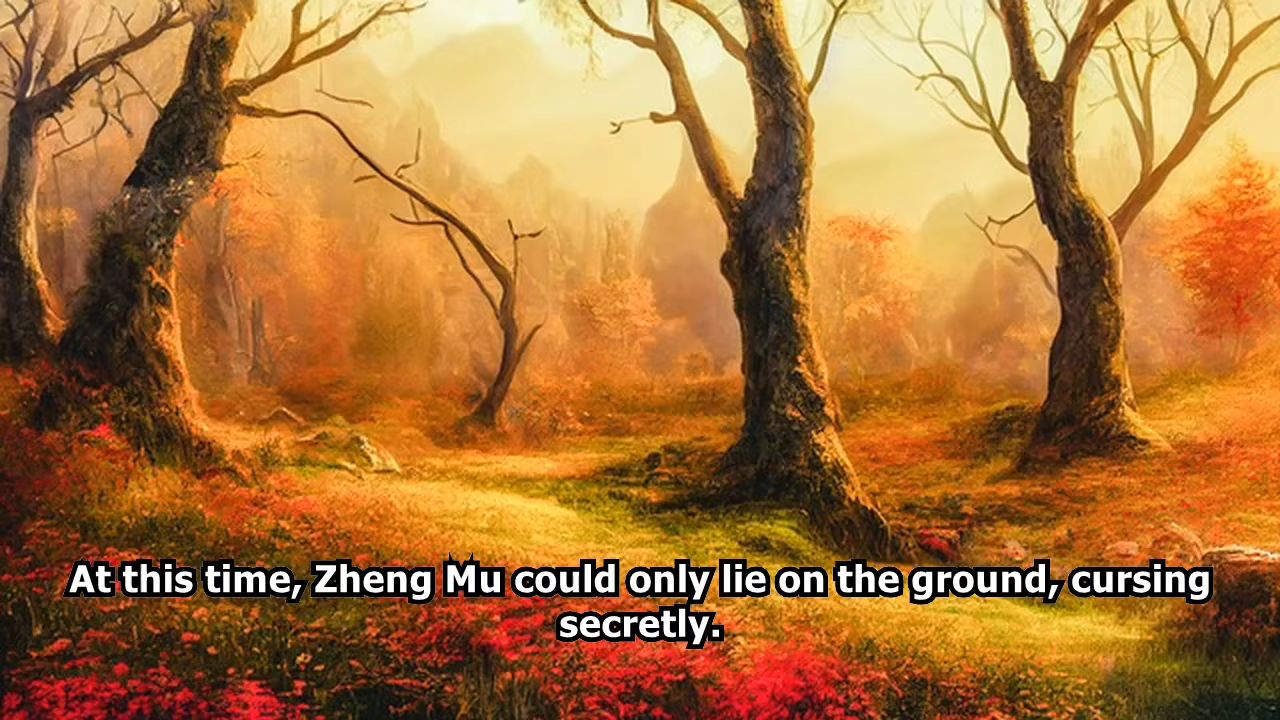 At this time, Zheng Mu could only lie on the ground, cursing
secretly.